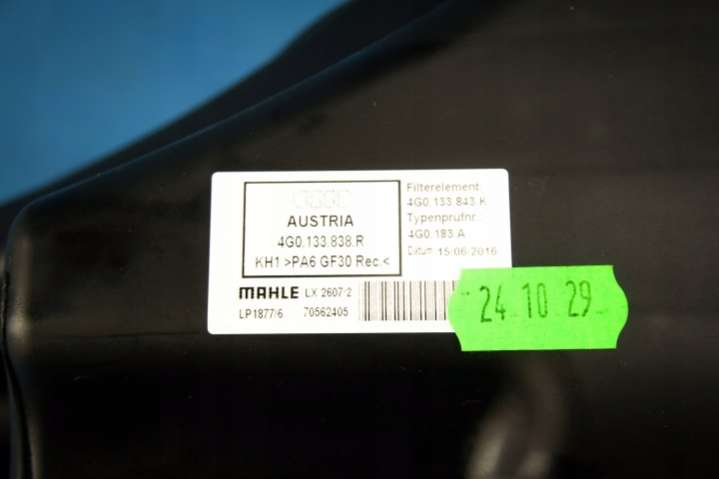 AUSTRIA
4G0.133.838.R
KH1 >PA6 GF30 Rec <
Filterelement:
4G0.133.843.K
Typenprüfnr.:
4G0.183.A
Datum: 15/06/2016
MAHLE LX 2607/2
LP1877/6 70562405
24 10 29